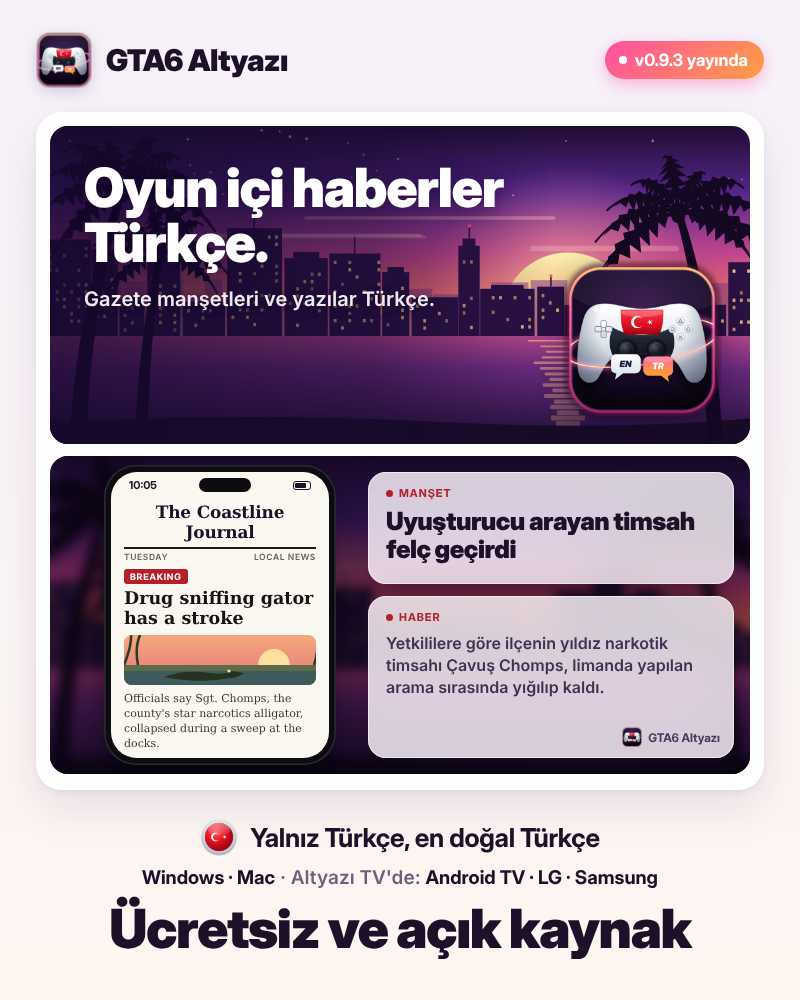 GTA6 Altyazı
v0.9.3 yayında
Oyun içi haberler
Türkçe.
Gazete manşetleri ve yazılar Türkçe.
EN
TR
10:05
The Coastline
Journal
TUESDAY LOCAL NEWS
BREAKING
Drug sniffing gator
has a stroke
Officials say Sgt. Chomps, the
county's star narcotics alligator,
collapsed during a sweep at the
docks.
MANŞET
Uyuşturucu arayan timsah
felç geçirdi
HABER
Yetkililere göre ilçenin yıldız narkotik
timsahı Çavuş Chomps, limanda yapılan
arama sırasında yığılıp kaldı.
GTA6 Altyazı
Yalnız Türkçe, en doğal Türkçe
Windows · Mac · Altyazı TV'de: Android TV · LG · Samsung
Ücretsiz ve açık kaynak